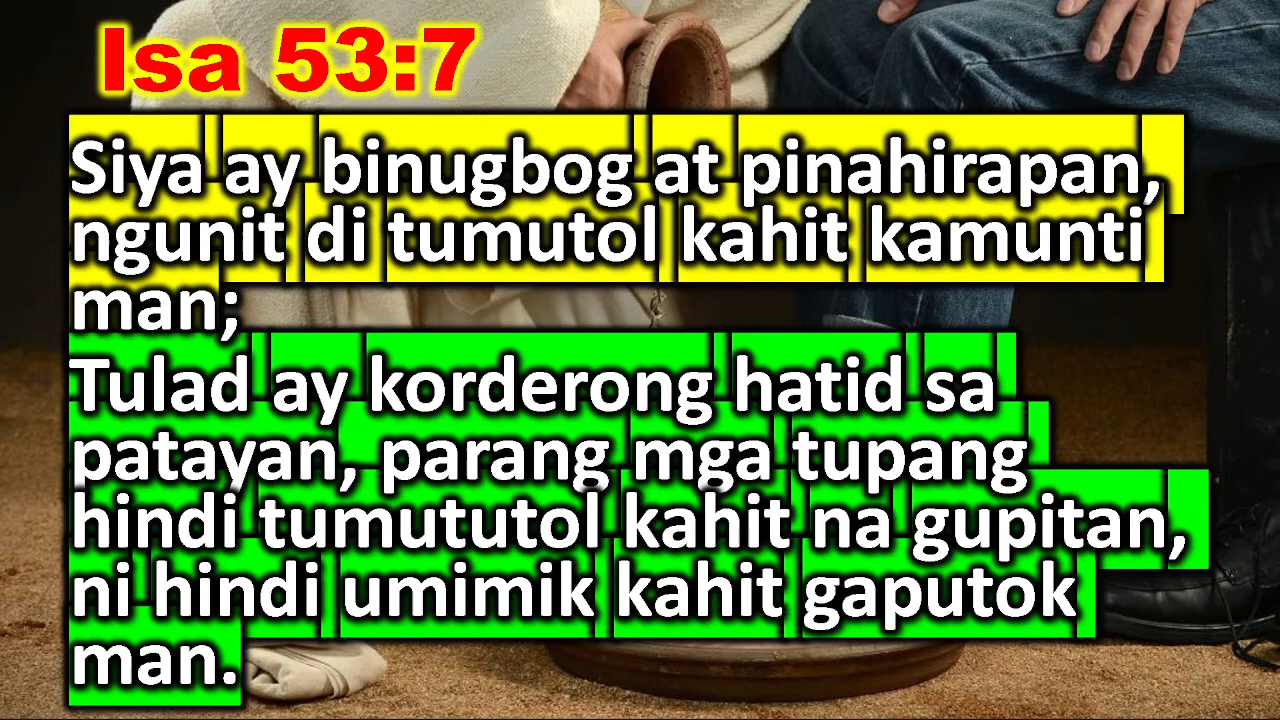 Isa 53:7
Siya ay binugbog at pinahirapan,
ngunit di tumutol kahit kamunti
man;
Tulad ay korderong hatid sa
patayan, parang mga tupang
hindi tumututol kahit na gupitan,
ni hindi umimik kahit gaputok
man.